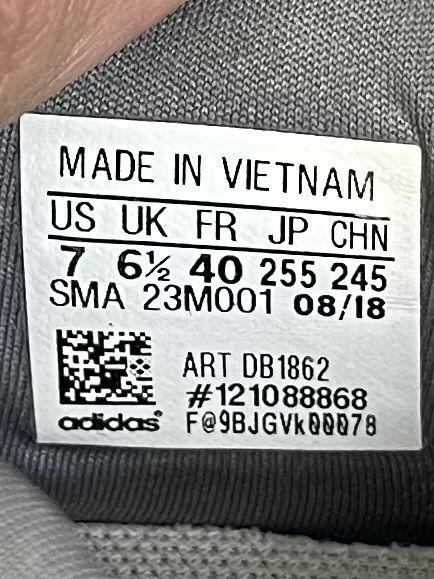 MADE IN VIETNAM
US UK FR JP CHN
7 6½ 40 255 245
SMA 23M001 08/18
ART DB1862
#121088868
adidas® F@9BJGVk00078